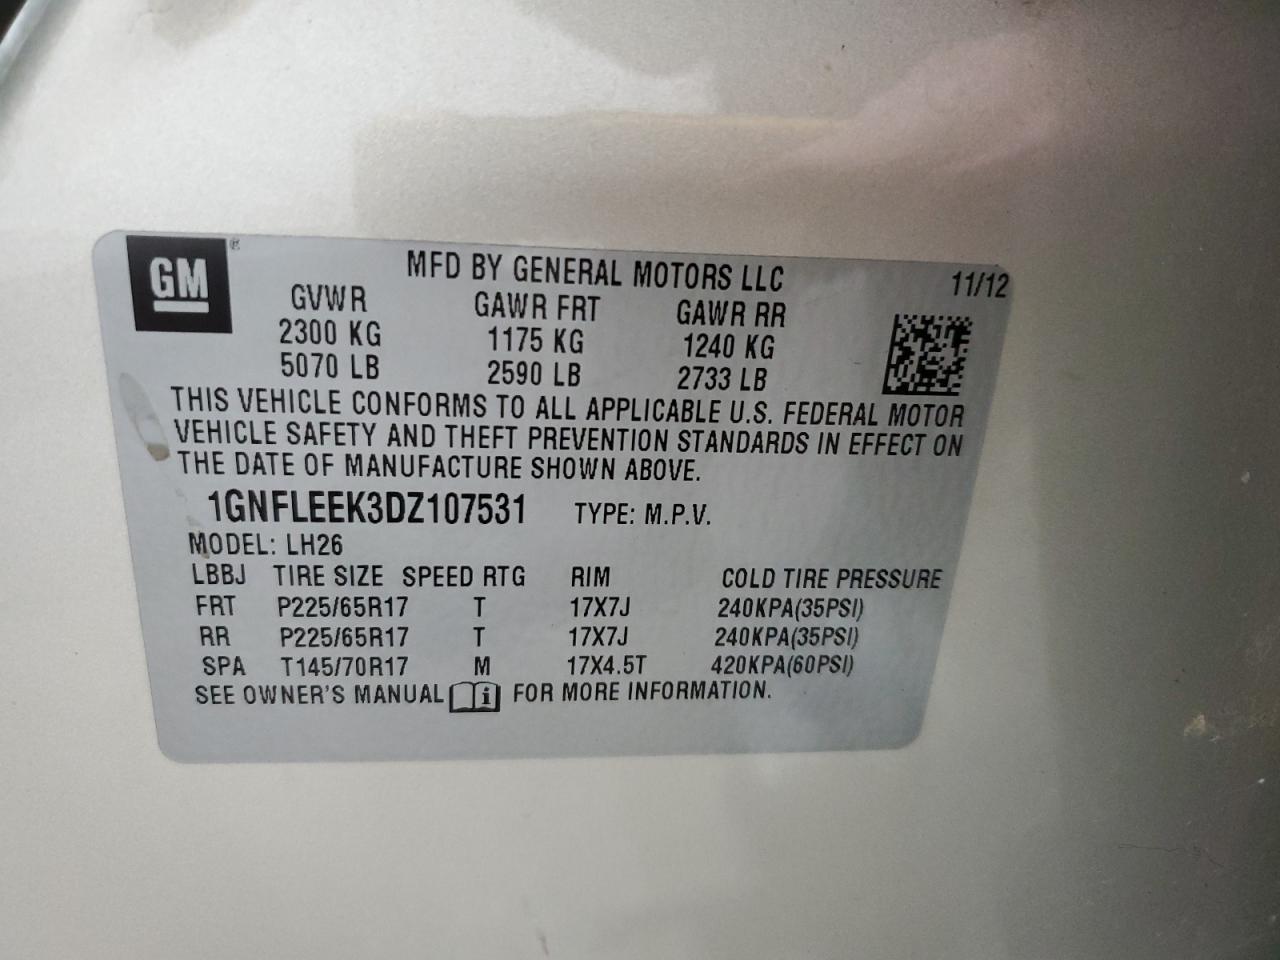 GM ®
MFD BY GENERAL MOTORS LLC 11/12
GVWR GAWR FRT GAWR RR
2300 KG 1175 KG 1240 KG
5070 LB 2590 LB 2733 LB
THIS VEHICLE CONFORMS TO ALL APPLICABLE U.S. FEDERAL MOTOR
VEHICLE SAFETY AND THEFT PREVENTION STANDARDS IN EFFECT ON
THE DATE OF MANUFACTURE SHOWN ABOVE.
1GNFLEEK3DZ107531 TYPE: M.P.V.
MODEL: LH26
LBBJ TIRE SIZE SPEED RTG RIM COLD TIRE PRESSURE
FRT P225/65R17 T 17X7J 240KPA(35PSI)
RR P225/65R17 T 17X7J 240KPA(35PSI)
SPA T145/70R17 M 17X4.5T 420KPA(60PSI)
SEE OWNER'S MANUAL i FOR MORE INFORMATION.